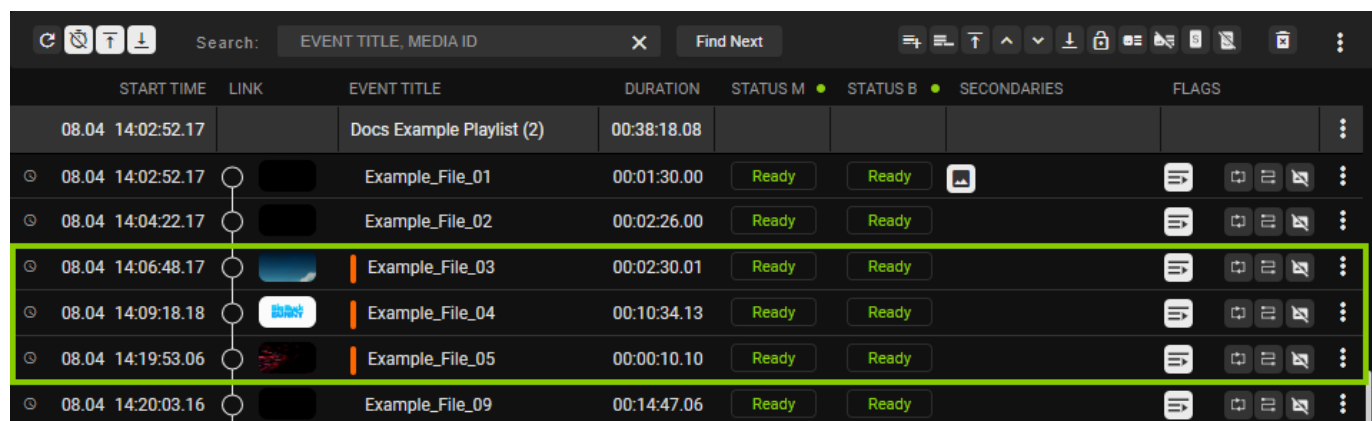 Search: EVENT TITLE, MEDIA ID Find Next
START TIME LINK EVENT TITLE DURATION STATUS M STATUS B SECONDARIES FLAGS
08.04 14:02:52.17 Docs Example Playlist (2) 00:38:18.08
08.04 14:02:52.17 Example_File_01 00:01:30.00 Ready Ready
08.04 14:04:22.17 Example_File_02 00:02:26.00 Ready Ready
08.04 14:06:48.17 Example_File_03 00:02:30.01 Ready Ready
08.04 14:09:18.18 Big Buck BUNNY Example_File_04 00:10:34.13 Ready Ready
08.04 14:19:53.06 Example_File_05 00:00:10.10 Ready Ready
08.04 14:20:03.16 Example_File_09 00:14:47.06 Ready Ready